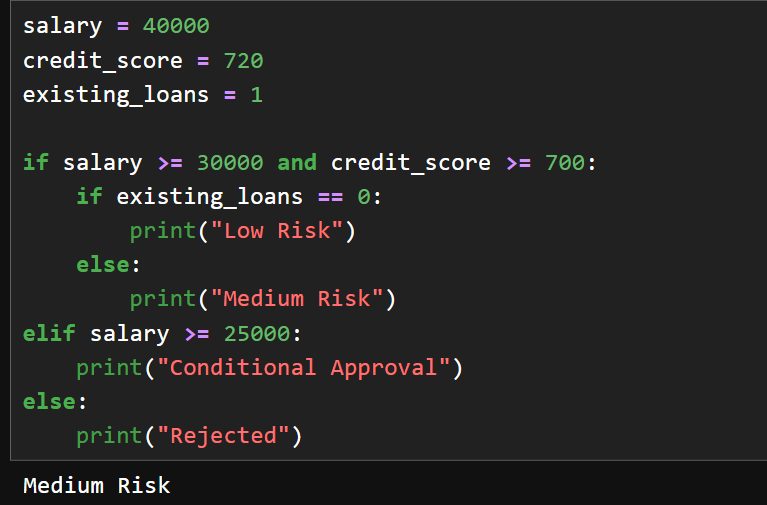 salary = 40000
credit_score = 720
existing_loans = 1

if salary >= 30000 and credit_score >= 700:
    if existing_loans == 0:
        print("Low Risk")
    else:
        print("Medium Risk")
elif salary >= 25000:
    print("Conditional Approval")
else:
    print("Rejected")
Medium Risk